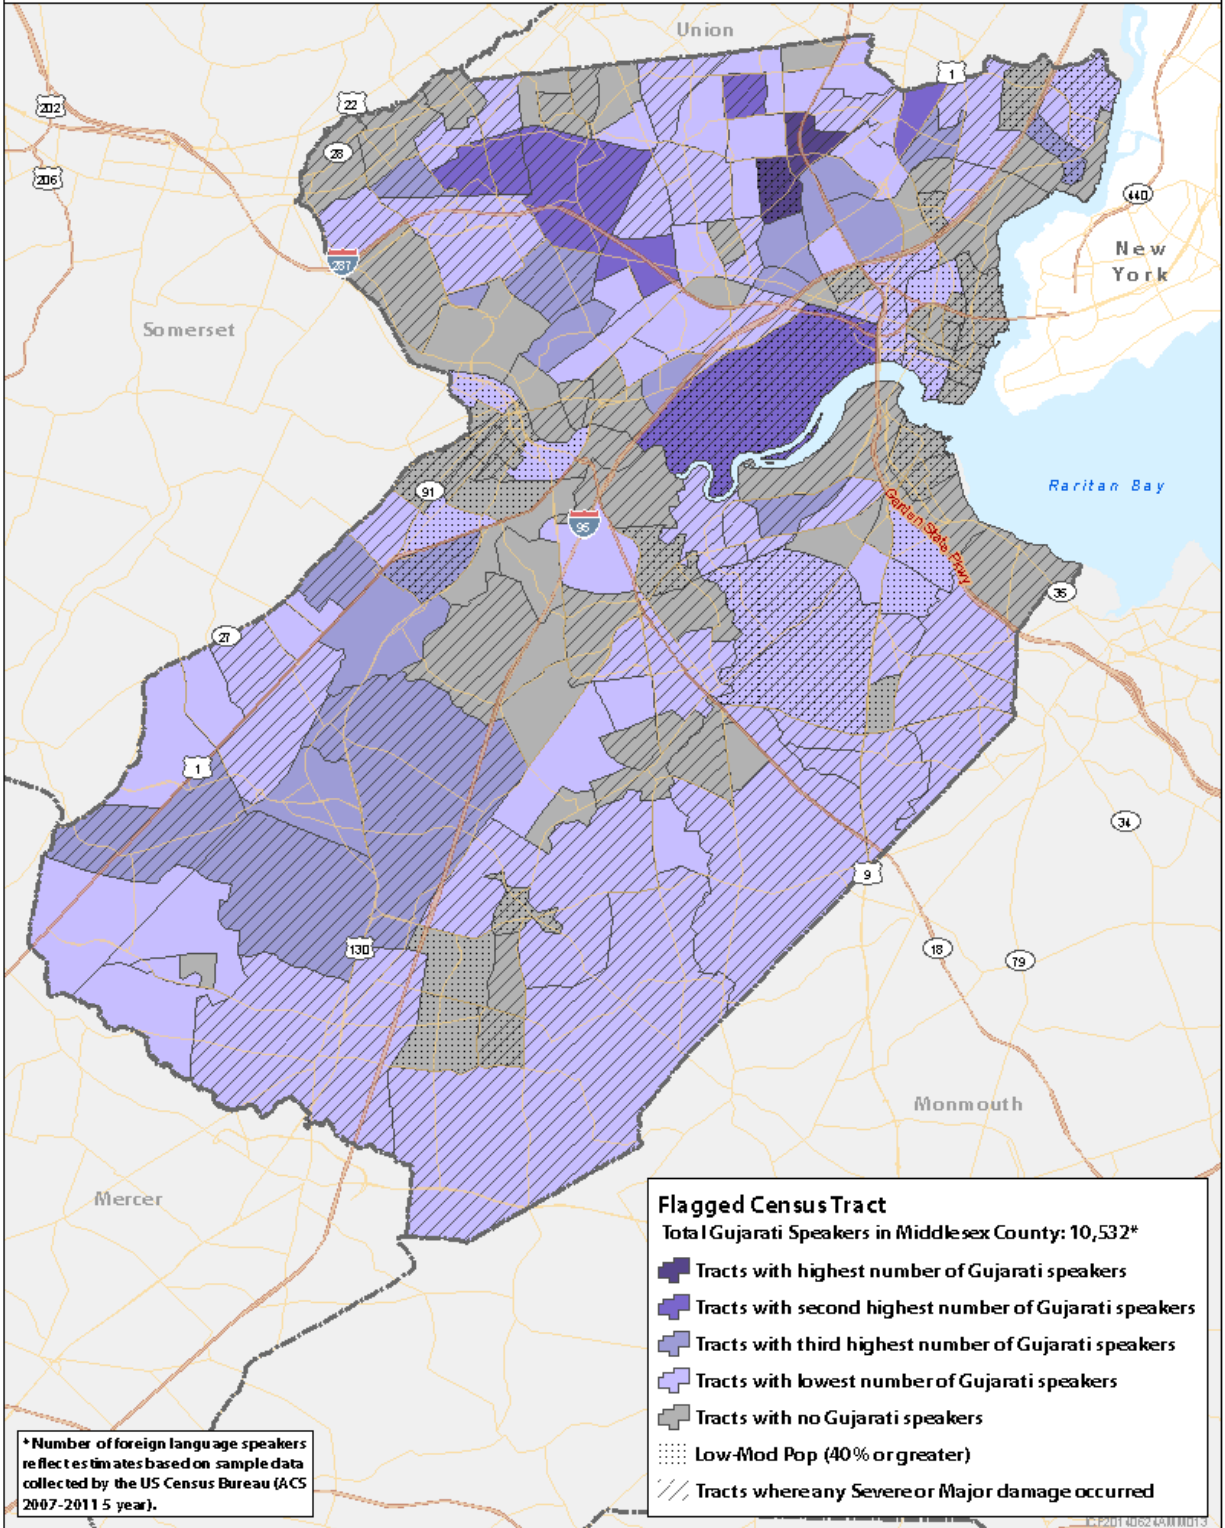 Union
1
202
22
28
206
440
New
York
287
Somerset
Raritan Bay
91
Garden State Pkwy
95
35
27
1
34
9
130
18
79
Monmouth
Mercer
Flagged Census Tract
Total Gujarati Speakers in Middlesex County: 10,532*
Tracts with highest number of Gujarati speakers
Tracts with second highest number of Gujarati speakers
Tracts with third highest number of Gujarati speakers
Tracts with lowest number of Gujarati speakers
Tracts with no Gujarati speakers
Low-Mod Pop (40% or greater)
Tracts where any Severe or Major damage occurred
*Number of foreign language speakers
reflect estimates based on sample data
collected by the US Census Bureau (ACS
2007-2011 5 year).